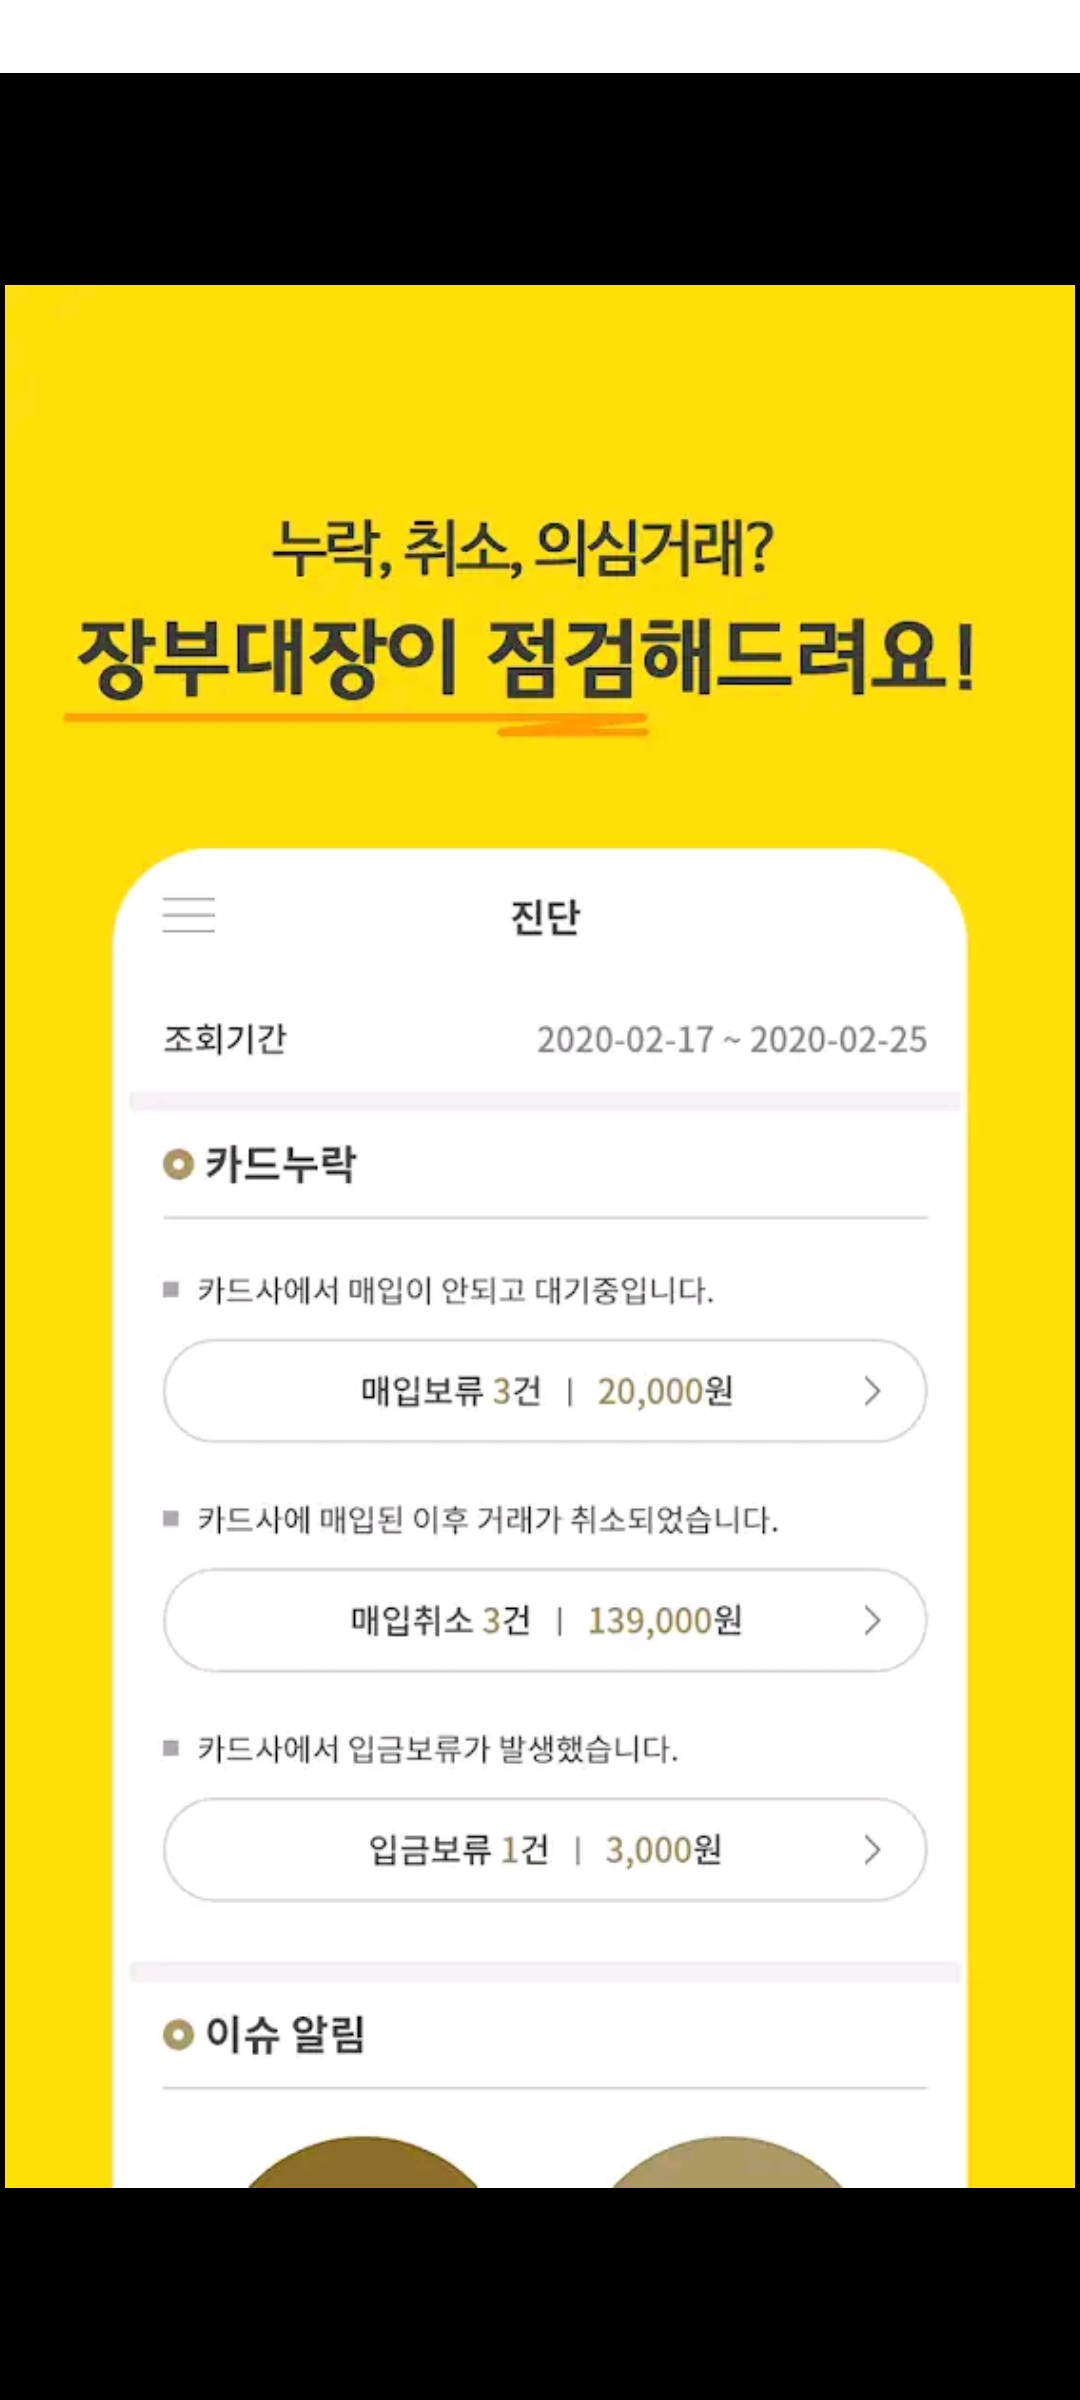 누락, 취소, 의심거래?
장부대장이 점검해드려요!
진단
조회기간 2020-02-17 ~ 2020-02-25
카드누락
카드사에서 매입이 안되고 대기중입니다.
매입보류 3건 | 20,000원
카드사에 매입된 이후 거래가 취소되었습니다.
매입취소 3건 | 139,000원
카드사에서 입금보류가 발생했습니다.
입금보류 1건 | 3,000원
이슈 알림